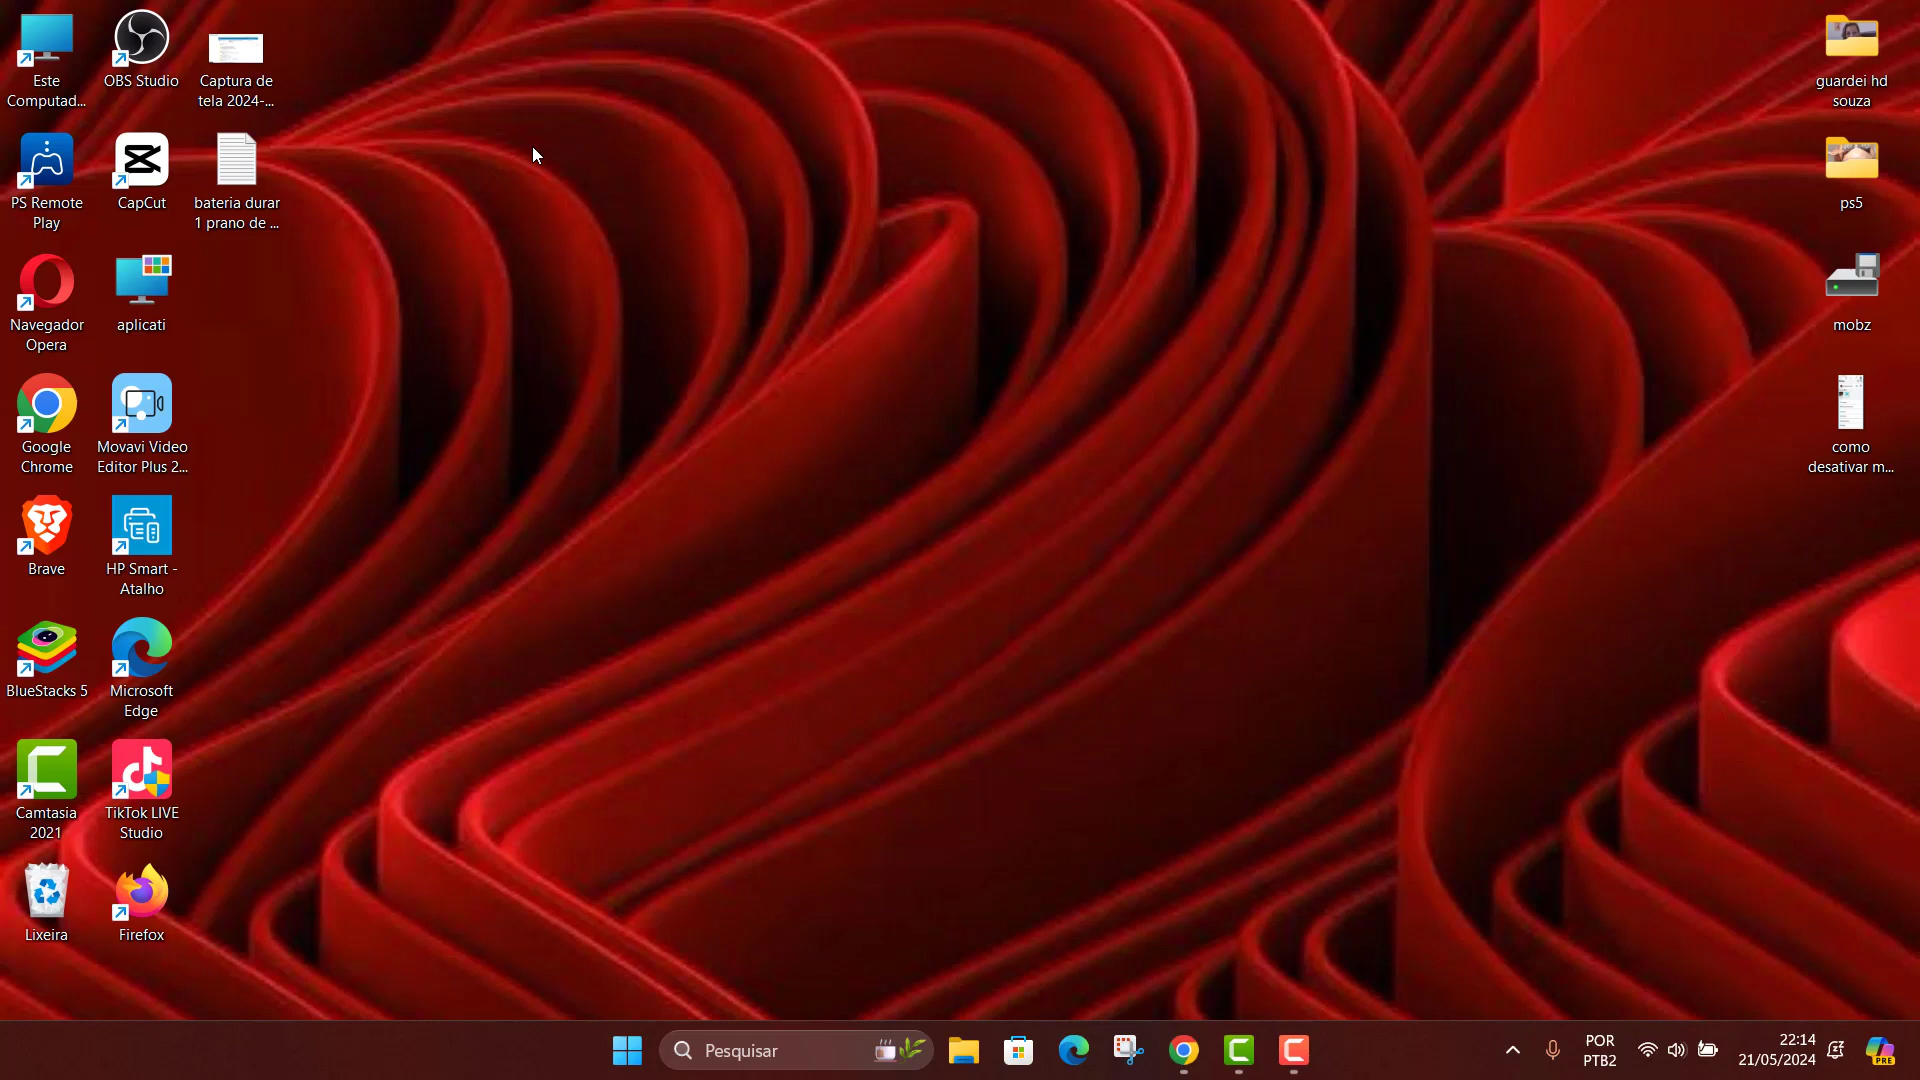 Este
Computad...
OBS Studio
Captura de
tela 2024-...
guardei hd
souza
PS Remote
Play
CapCut
bateria durar
1 prano de ...
ps5
Navegador
Opera
aplicati
mobz
Google
Chrome
Movavi Video
Editor Plus 2...
como
desativar m...
Brave
HP Smart -
Atalho
BlueStacks 5
Microsoft
Edge
Camtasia
2021
TikTok LIVE
Studio
Lixeira
Firefox
Pesquisar
POR
PTB2
22:14
21/05/2024
PRE